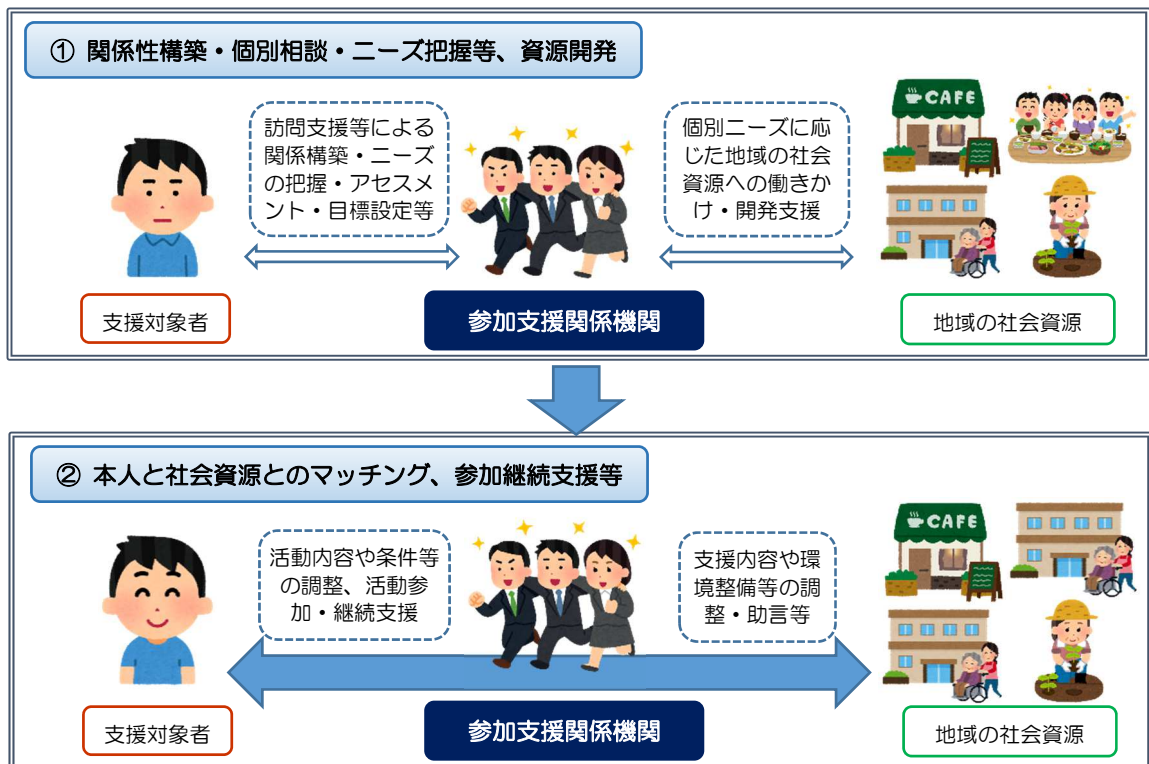 ① 関係性構築・個別相談・ニーズ把握等、資源開発
訪問支援等による
関係構築・ニーズ
の把握・アセスメ
ント・目標設定等
個別ニーズに応
じた地域の社会
資源への働きか
け・開発支援
CAFE
支援対象者
参加支援関係機関
地域の社会資源
② 本人と社会資源とのマッチング、参加継続支援等
活動内容や条件等
の調整、活動参
加・継続支援
支援内容や環
境整備等の調
整・助言等
CAFE
支援対象者
参加支援関係機関
地域の社会資源